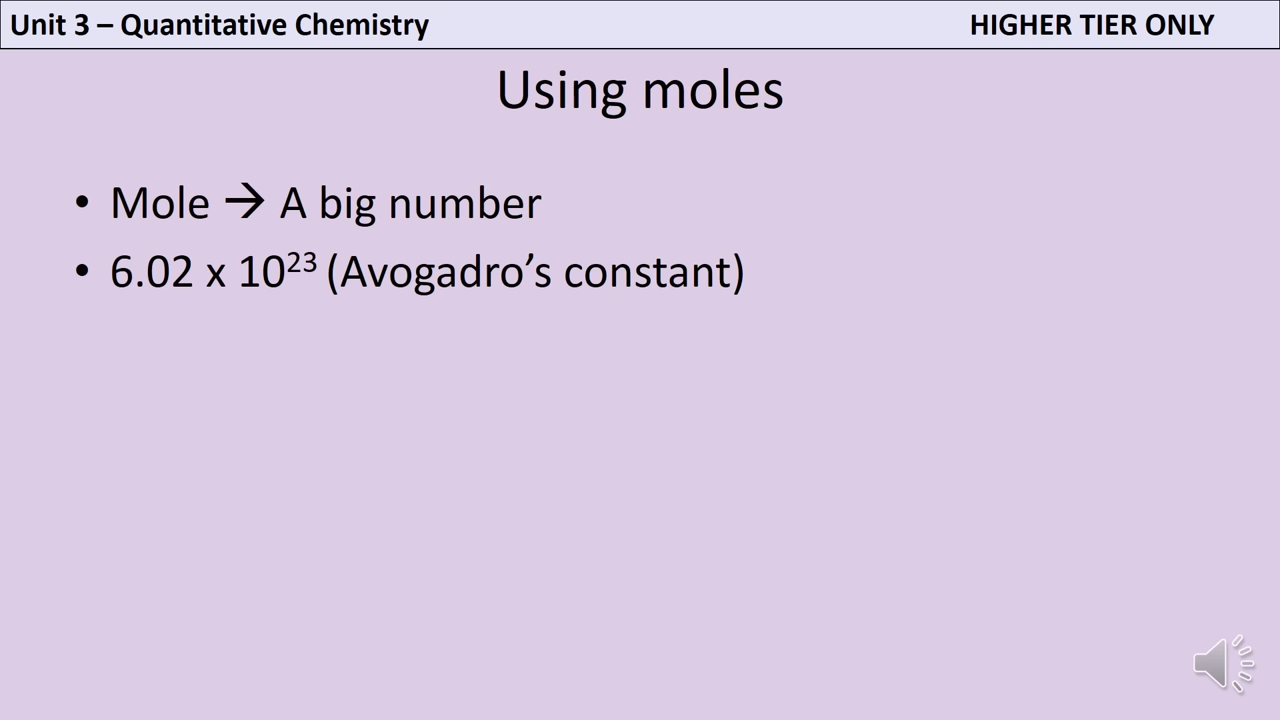 Unit 3 – Quantitative Chemistry HIGHER TIER ONLY
Using moles
• Mole → A big number
• 6.02 x 10²³ (Avogadro’s constant)